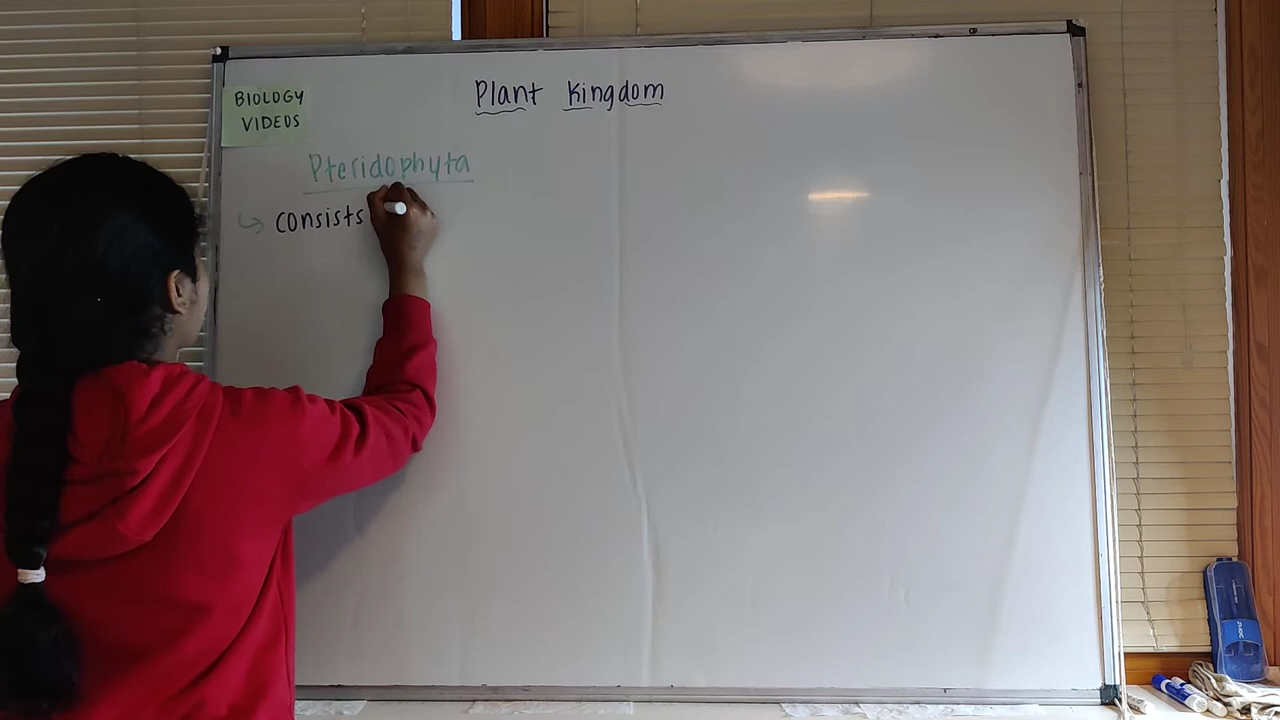 Plant Kingdom
BIOLOGY
VIDEOS
Pteridophyta
↳ consists